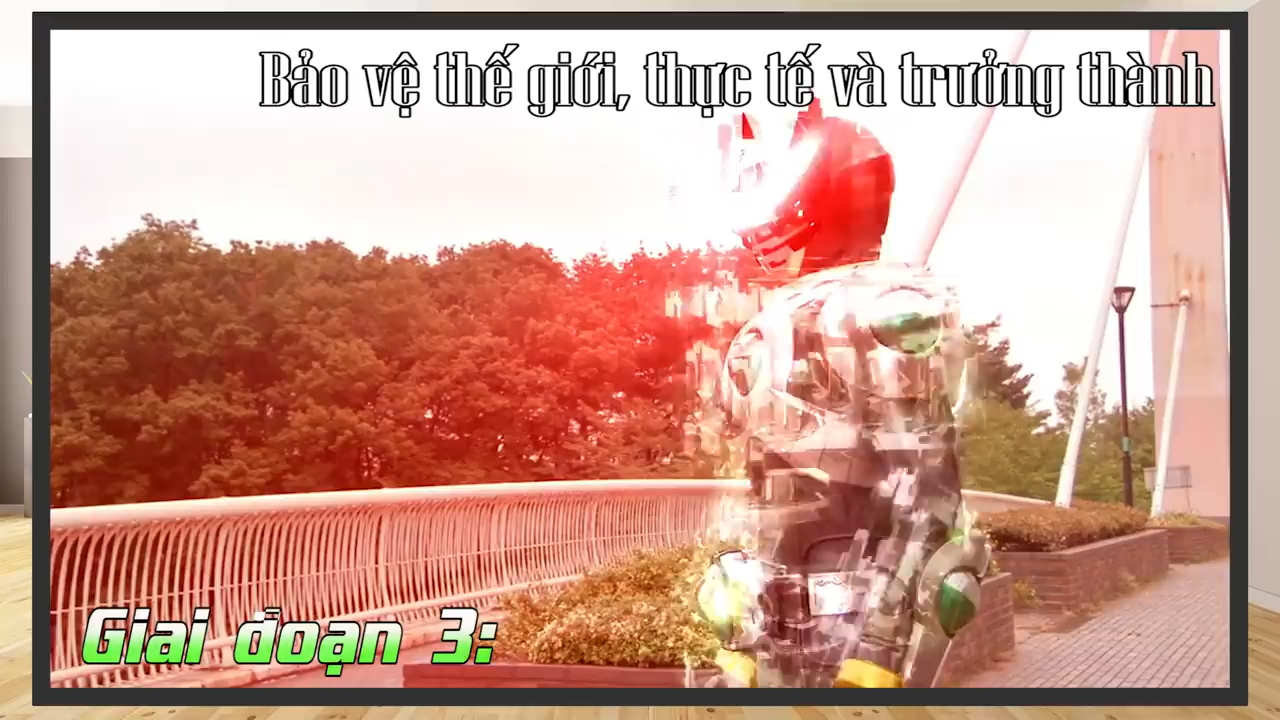 Bảo vệ thế giới, thực tế và trưởng thành
Giai đoạn 3: